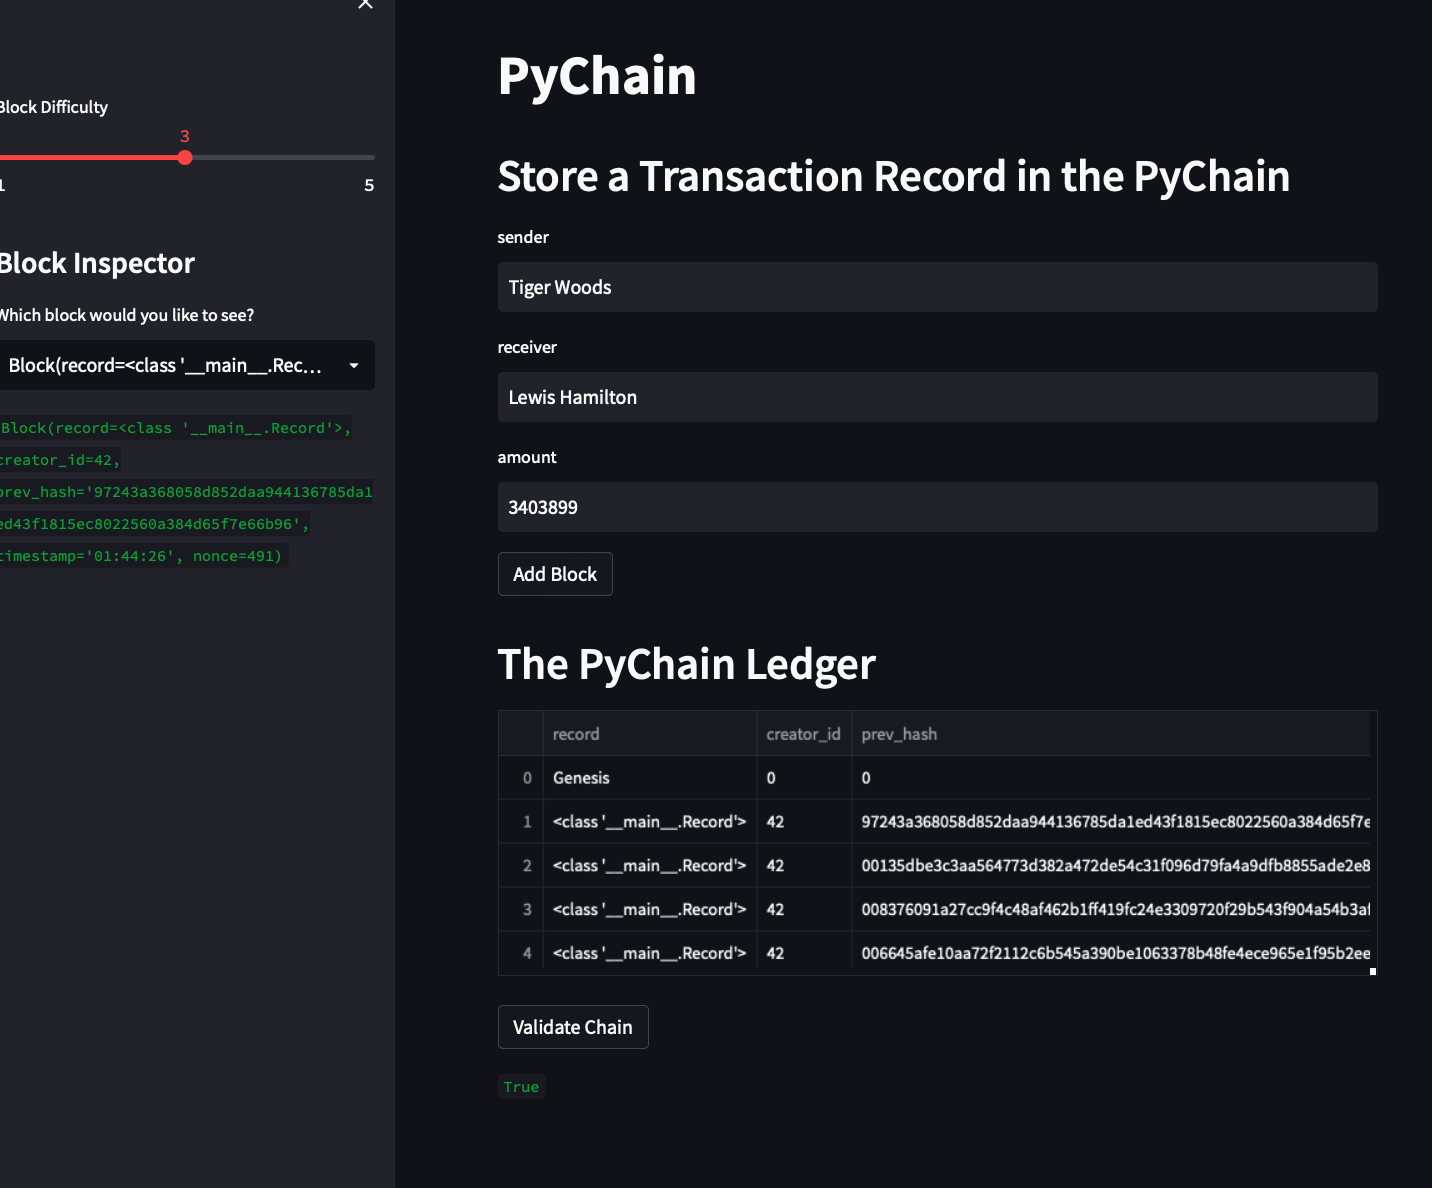 ×
Block Difficulty
3
1
5
Block Inspector
Which block would you like to see?
Block(record=<class '__main__.Rec...
Block(record=<class '__main__.Record'>,
creator_id=42,
prev_hash='97243a368058d852daa944136785da1
ed43f1815ec8022560a384d65f7e66b96',
timestamp='01:44:26', nonce=491)
PyChain
Store a Transaction Record in the PyChain
sender
Tiger Woods
receiver
Lewis Hamilton
amount
3403899
Add Block
The PyChain Ledger
record creator_id prev_hash
0 Genesis 0 0
1 <class '__main__.Record'> 42 97243a368058d852daa944136785da1ed43f1815ec8022560a384d65f7e
2 <class '__main__.Record'> 42 00135dbe3c3aa564773d382a472de54c31f096d79fa4a9dfb8855ade2e8
3 <class '__main__.Record'> 42 008376091a27cc9f4c48af462b1ff419fc24e3309720f29b543f904a54b3af
4 <class '__main__.Record'> 42 006645afe10aa72f2112c6b545a390be1063378b48fe4ece965e1f95b2ee
Validate Chain
True